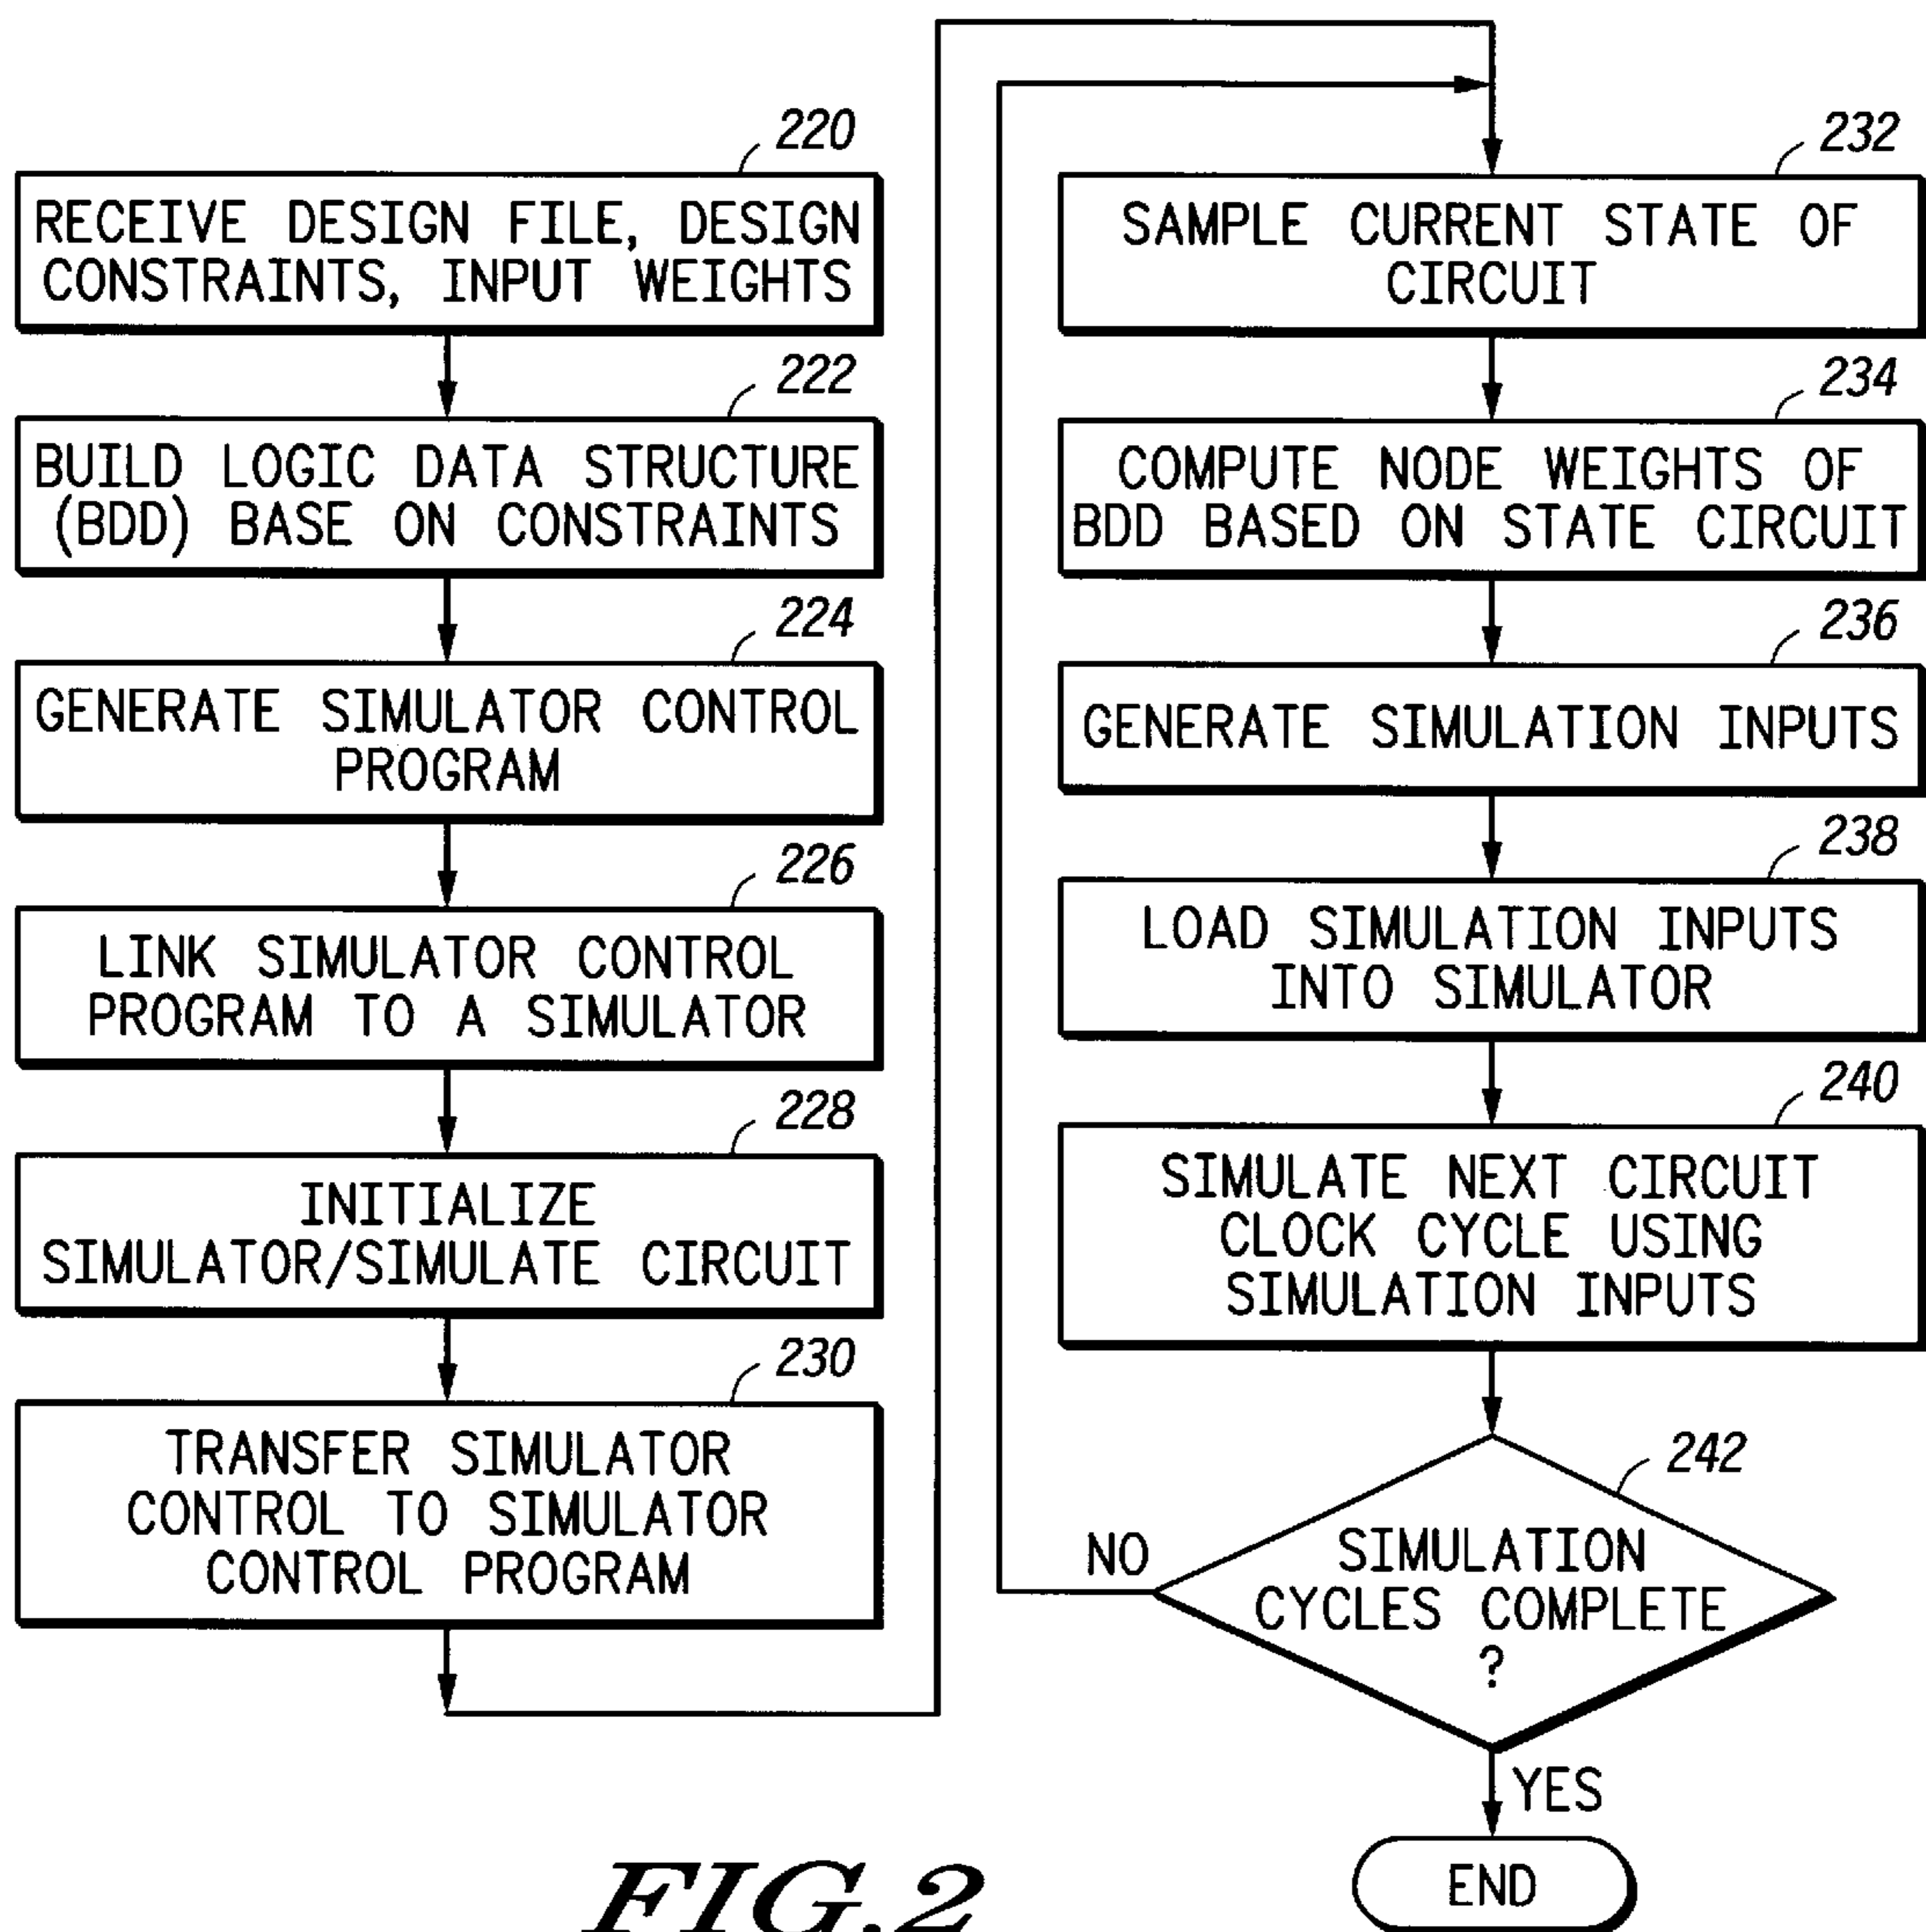 220
RECEIVE DESIGN FILE, DESIGN
CONSTRAINTS, INPUT WEIGHTS
222
BUILD LOGIC DATA STRUCTURE
(BDD) BASE ON CONSTRAINTS
224
GENERATE SIMULATOR CONTROL
PROGRAM
226
LINK SIMULATOR CONTROL
PROGRAM TO A SIMULATOR
228
INITIALIZE
SIMULATOR/SIMULATE CIRCUIT
230
TRANSFER SIMULATOR
CONTROL TO SIMULATOR
CONTROL PROGRAM
232
SAMPLE CURRENT STATE OF
CIRCUIT
234
COMPUTE NODE WEIGHTS OF
BDD BASED ON STATE CIRCUIT
236
GENERATE SIMULATION INPUTS
238
LOAD SIMULATION INPUTS
INTO SIMULATOR
240
SIMULATE NEXT CIRCUIT
CLOCK CYCLE USING
SIMULATION INPUTS
242
SIMULATION
CYCLES COMPLETE
?
NO
YES
END
FIG.2